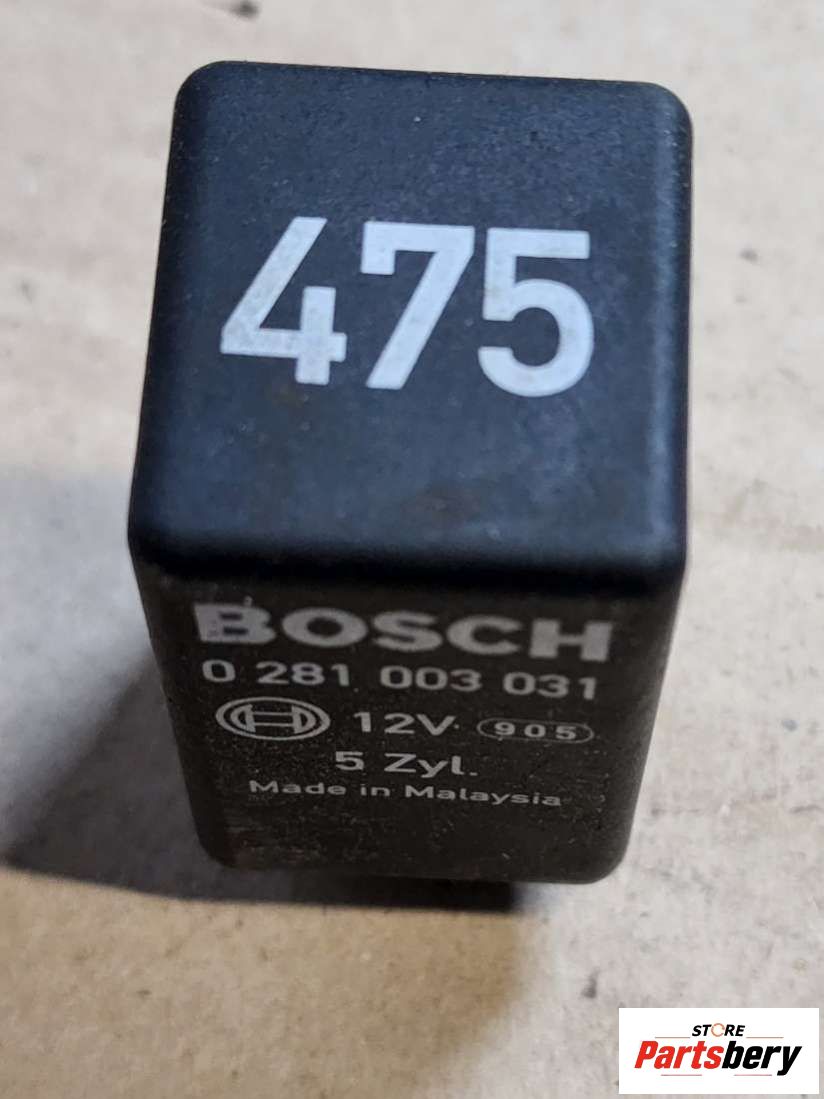 475
BOSCH
0 281 003 031
12V 905
5 Zyl.
Made in Malaysia
STORE
Partsbery